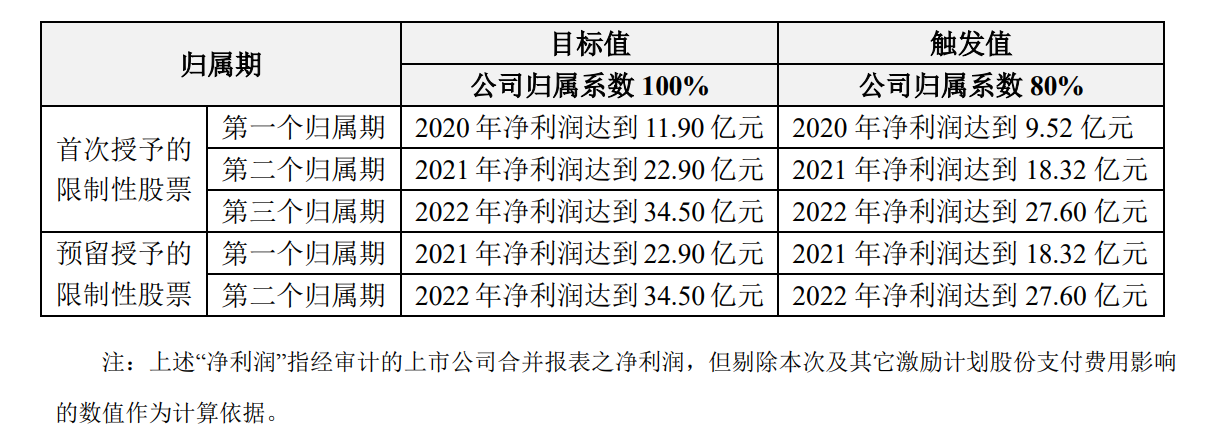 归属期 目标值 触发值
公司归属系数 100% 公司归属系数 80%
首次授予的限制性股票 第一个归属期 2020 年净利润达到 11.90 亿元 2020 年净利润达到 9.52 亿元
第二个归属期 2021 年净利润达到 22.90 亿元 2021 年净利润达到 18.32 亿元
第三个归属期 2022 年净利润达到 34.50 亿元 2022 年净利润达到 27.60 亿元
预留授予的限制性股票 第一个归属期 2021 年净利润达到 22.90 亿元 2021 年净利润达到 18.32 亿元
第二个归属期 2022 年净利润达到 34.50 亿元 2022 年净利润达到 27.60 亿元
注：上述“净利润”指经审计的上市公司合并报表之净利润，但剔除本次及其它激励计划股份支付费用影响
的数值作为计算依据。